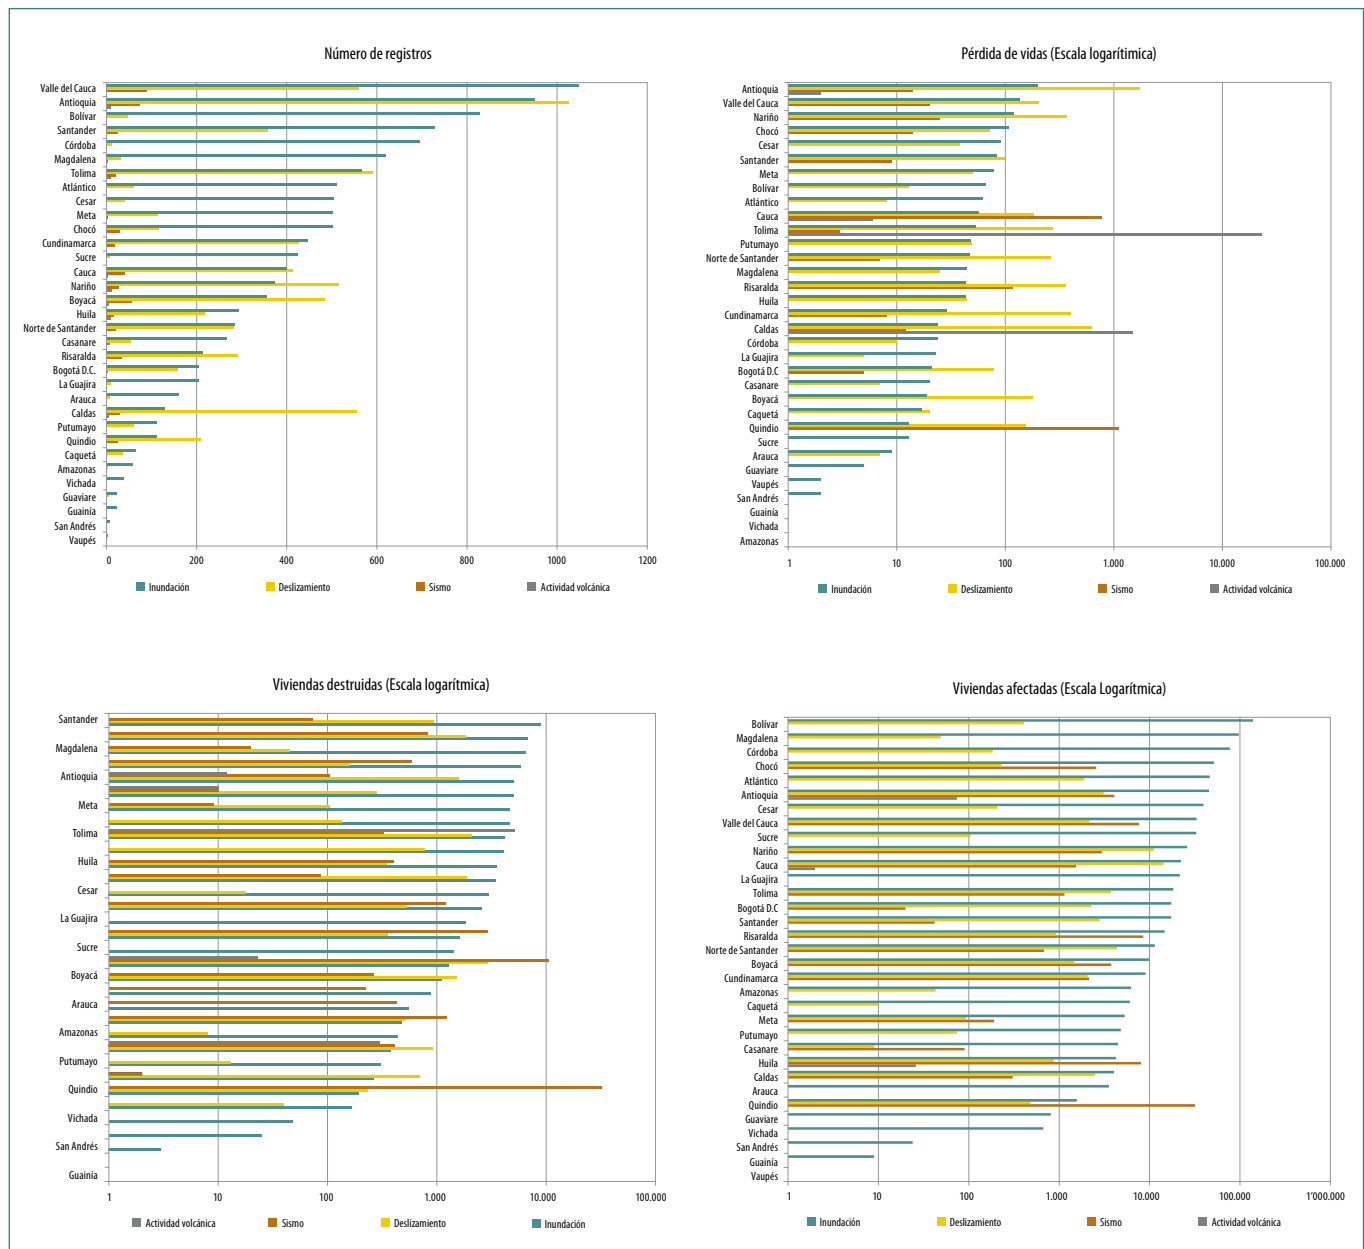 Número de registros
Valle del Cauca
Antioquia
Bolívar
Santander
Córdoba
Magdalena
Tolima
Atlántico
Cesar
Meta
Chocó
Cundinamarca
Sucre
Cauca
Nariño
Boyacá
Huila
Norte de Santander
Casanare
Risaralda
Bogotá D.C.
La Guajira
Arauca
Caldas
Putumayo
Quindio
Caquetá
Amazonas
Vichada
Guaviare
Guainía
San Andrés
Vaupés
0 200 400 600 800 1000 1200
Inundación Deslizamiento Sismo Actividad volcánica
Pérdida de vidas (Escala logarítimica)
Antioquia
Valle del Cauca
Nariño
Chocó
Cesar
Santander
Meta
Bolívar
Atlántico
Cauca
Tolima
Putumayo
Norte de Santander
Magdalena
Risaralda
Huila
Cundinamarca
Caldas
Córdoba
La Guajira
Bogotá D.C
Casanare
Boyacá
Caquetá
Quindio
Sucre
Arauca
Guaviare
Vaupés
San Andrés
Guainía
Vichada
Amazonas
1 10 100 1.000 10.000 100.000
Inundación Deslizamiento Sismo Actividad volcánica
Viviendas destruidas (Escala logarítmica)
Santander
Magdalena
Antioquia
Meta
Tolima
Huila
Cesar
La Guajira
Sucre
Boyacá
Arauca
Amazonas
Putumayo
Quindio
Vichada
San Andrés
Guainía
1 10 100 1.000 10.000 100.000
Actividad volcánica Sismo Deslizamiento Inundación
Viviendas afectadas (Escala Logarítmica)
Bolívar
Magdalena
Córdoba
Chocó
Atlántico
Antioquia
Cesar
Valle del Cauca
Sucre
Nariño
Cauca
La Guajira
Tolima
Bogotá D.C
Santander
Risaralda
Norte de Santander
Boyacá
Cundinamarca
Amazonas
Caquetá
Meta
Putumayo
Casanare
Huila
Caldas
Arauca
Quindio
Guaviare
Vichada
San Andrés
Guainía
Vaupés
1 10 100 1.000 10.000 100.000 1'000.000
Inundación Deslizamiento Sismo Actividad volcánica